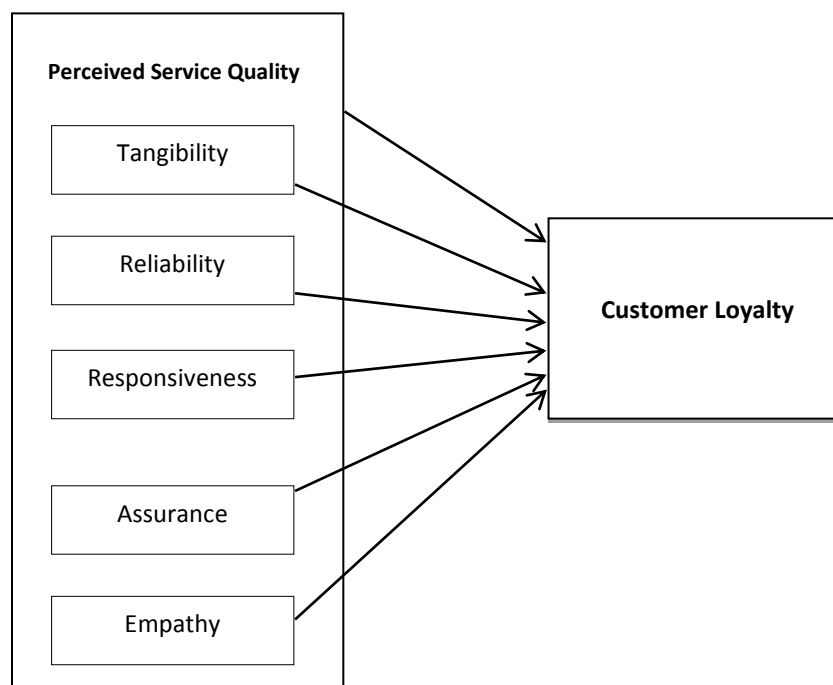 Perceived Service Quality
Tangibility
Reliability
Responsiveness
Assurance
Empathy
Customer Loyalty